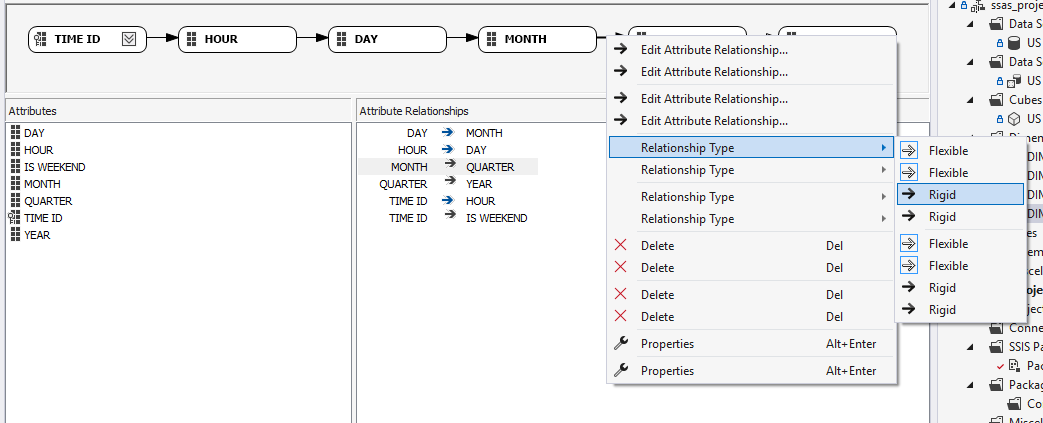 ssas_proje
TIME ID
HOUR
DAY
MONTH
Data S
US
Data S
US
Cubes
US
Attributes
DAY
HOUR
IS WEEKEND
MONTH
QUARTER
TIME ID
YEAR
Attribute Relationships
DAY MONTH
HOUR DAY
MONTH QUARTER
QUARTER YEAR
TIME ID HOUR
TIME ID IS WEEKEND
Edit Attribute Relationship...
Edit Attribute Relationship...
Edit Attribute Relationship...
Edit Attribute Relationship...
Relationship Type
Relationship Type
Relationship Type
Relationship Type
Delete Del
Delete Del
Delete Del
Delete Del
Properties Alt+Enter
Properties Alt+Enter
Flexible
Flexible
Rigid
Rigid
Flexible
Flexible
Rigid
Rigid
Conne
SSIS Pa
Pac
Packag
Co
Miscel